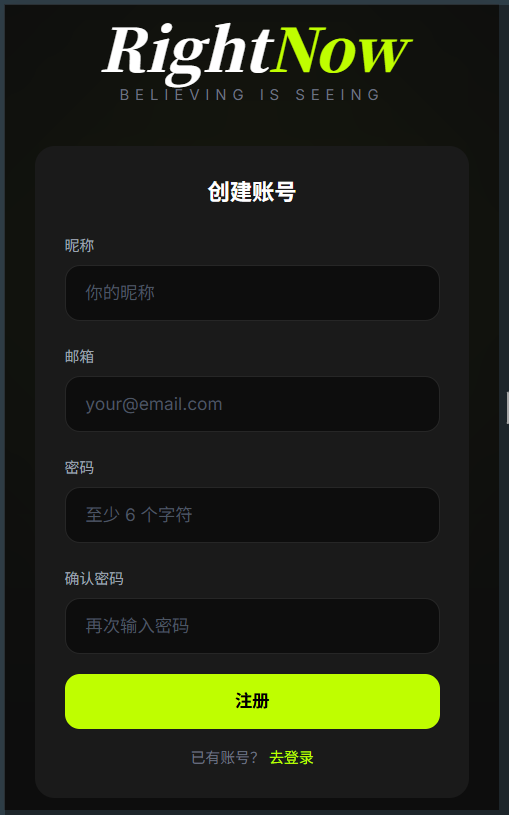 RightNow
BELIEVING IS SEEING
创建账号
昵称
你的昵称
邮箱
your@email.com
密码
至少 6 个字符
确认密码
再次输入密码
注册
已有账号？ 去登录